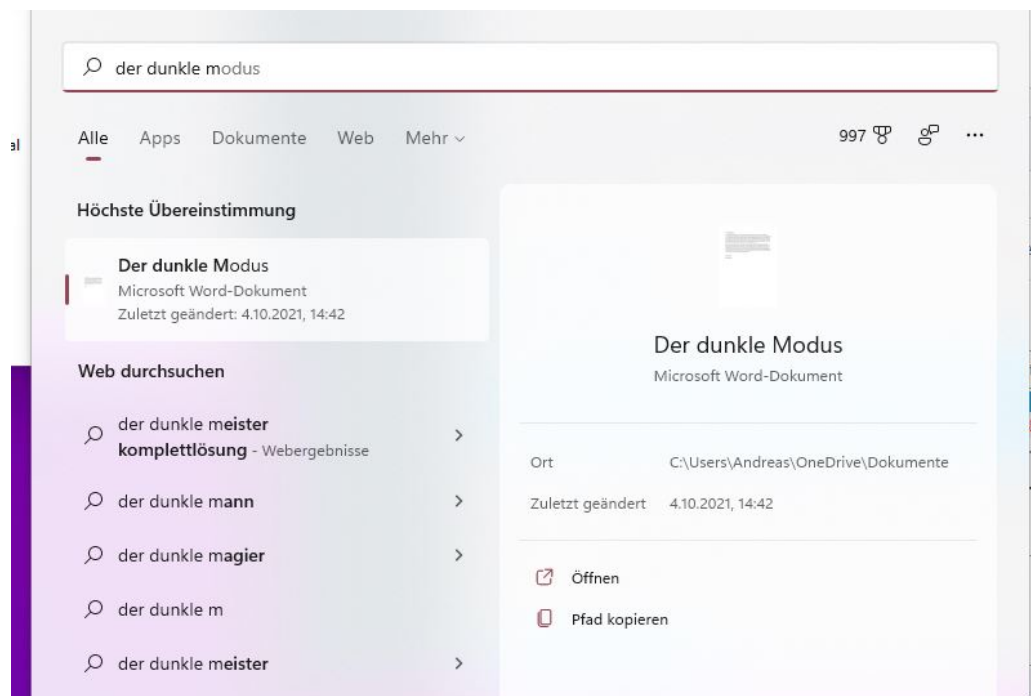 der dunkle modus
al
Alle Apps Dokumente Web Mehr
997
Höchste Übereinstimmung
Der dunkle Modus
Microsoft Word-Dokument
Zuletzt geändert: 4.10.2021, 14:42
Web durchsuchen
der dunkle meister
komplettlösung - Webergebnisse
der dunkle mann
der dunkle magier
der dunkle m
der dunkle meister
Der dunkle Modus
Microsoft Word-Dokument
Ort C:\Users\Andreas\OneDrive\Dokumente
Zuletzt geändert 4.10.2021, 14:42
Öffnen
Pfad kopieren